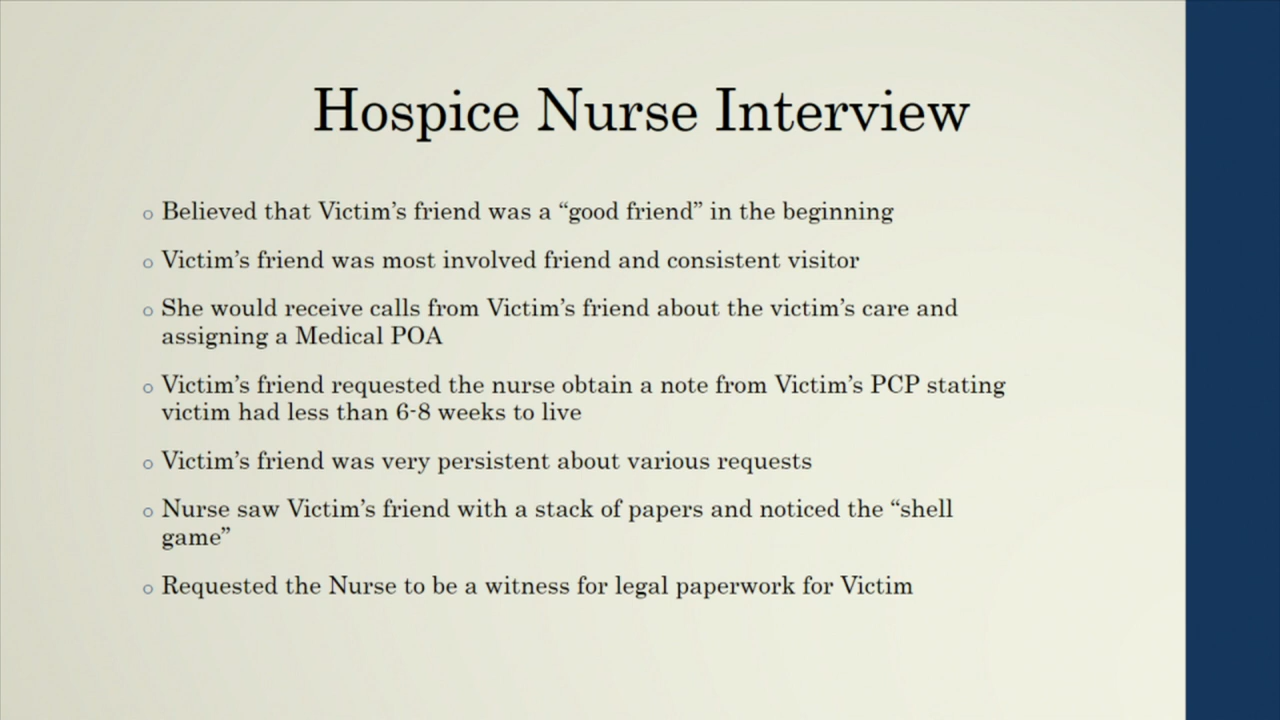 Hospice Nurse Interview
o Believed that Victim’s friend was a “good friend” in the beginning
o Victim’s friend was most involved friend and consistent visitor
o She would receive calls from Victim’s friend about the victim’s care and
assigning a Medical POA
o Victim’s friend requested the nurse obtain a note from Victim’s PCP stating
victim had less than 6-8 weeks to live
o Victim’s friend was very persistent about various requests
o Nurse saw Victim’s friend with a stack of papers and noticed the “shell
game”
o Requested the Nurse to be a witness for legal paperwork for Victim